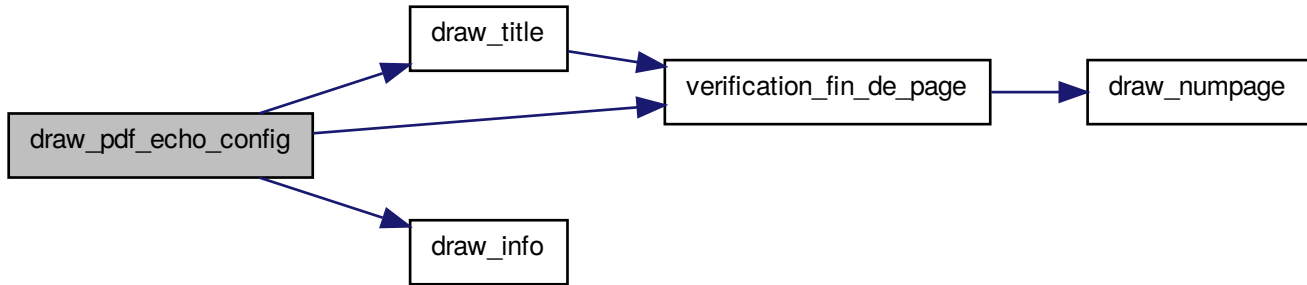 draw_title
verification_fin_de_page
draw_numpage
draw_pdf_echo_config
draw_info